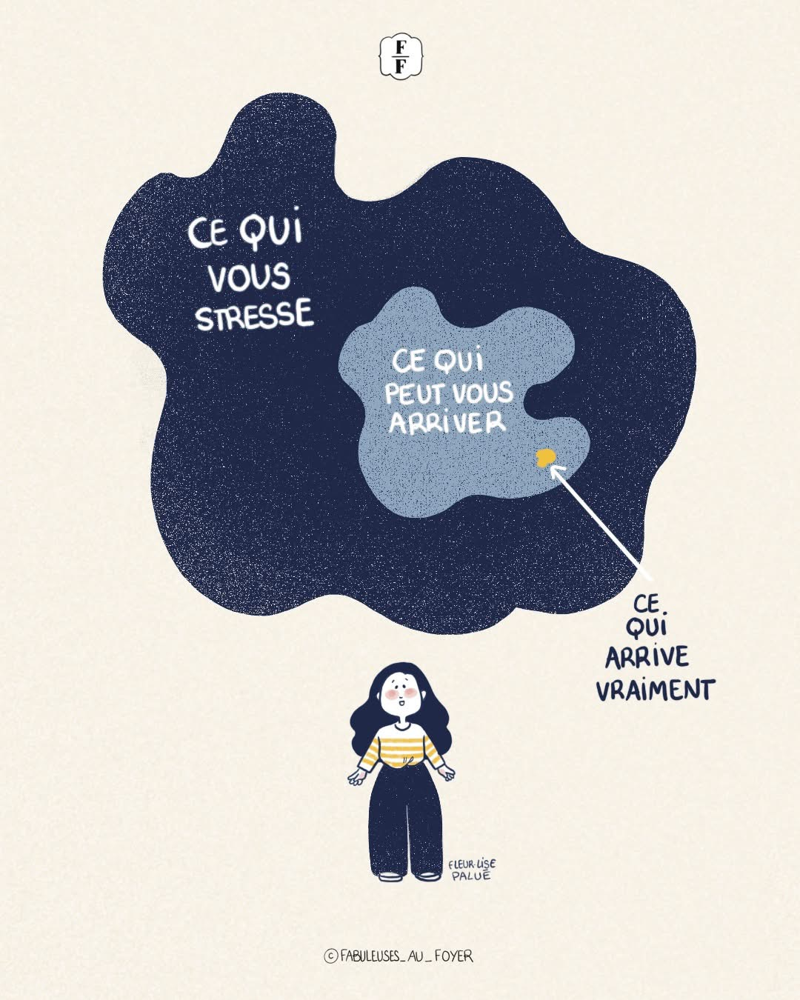 F
F
CE QUI
VOUS
STRESSE
CE QUI
PEUT VOUS
ARRIVER
CE
QUI
ARRIVE
VRAIMENT
FLEUR-LISE
PALUÉ
©FABULEUSES_AU_FOYER